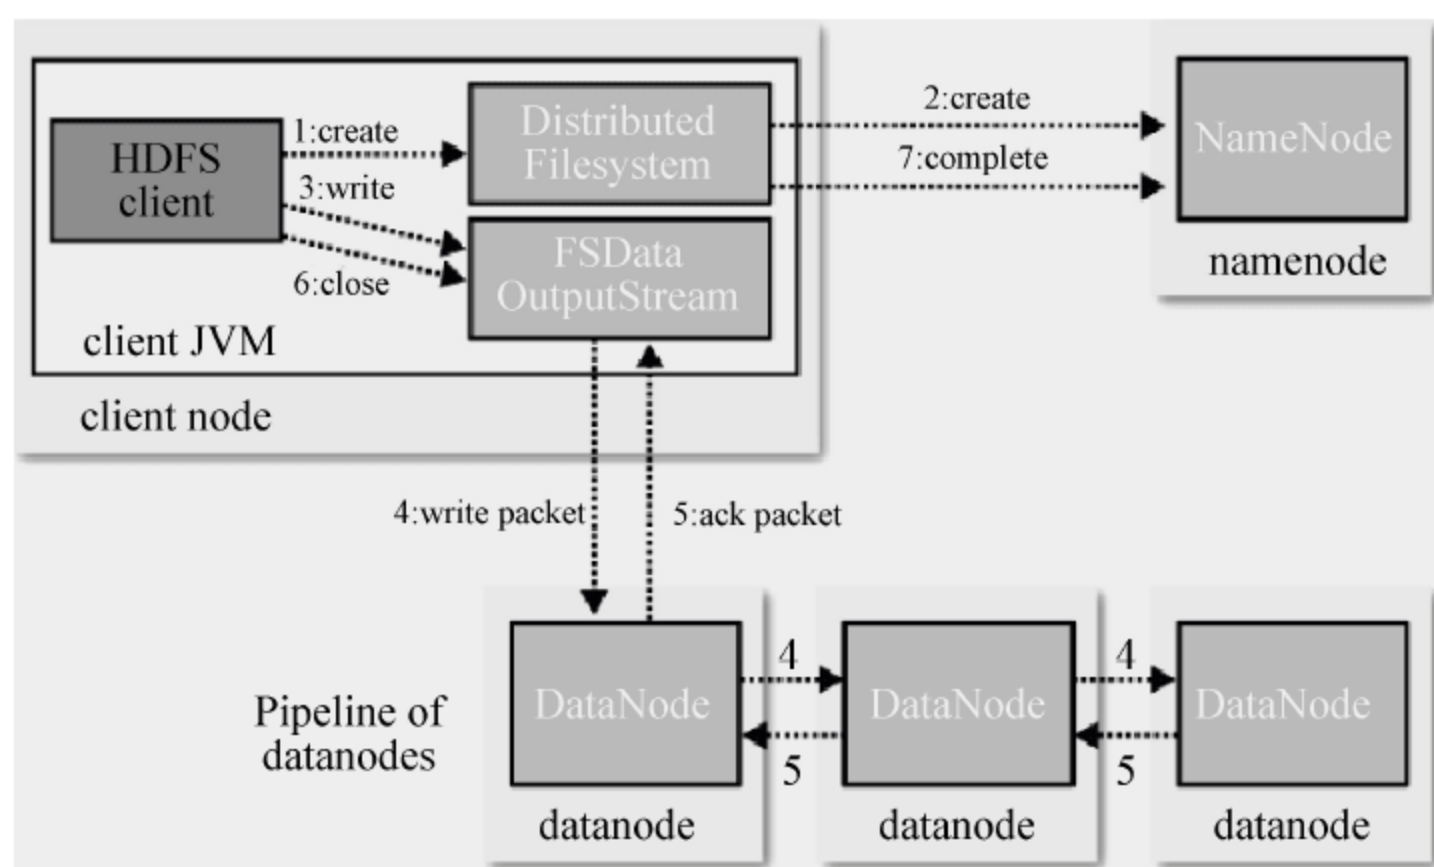 HDFS
client
1:create
3:write
6:close
Distributed
Filesystem
FSData
OutputStream
client JVM
client node
2:create
7:complete
NameNode
namenode
4:write packet
5:ack packet
Pipeline of
datanodes
DataNode
datanode
4
5
DataNode
datanode
4
5
DataNode
datanode